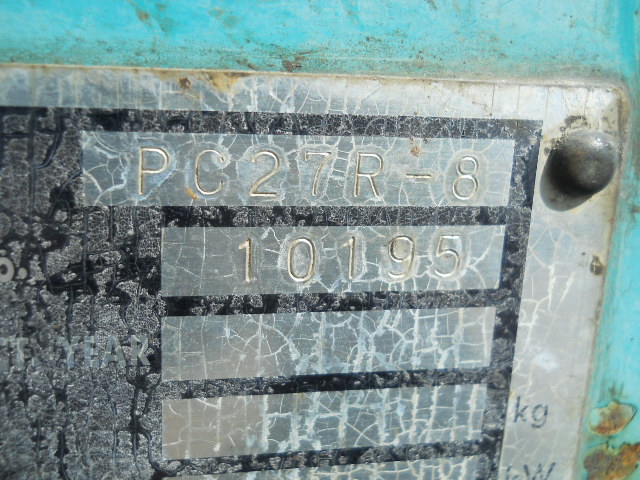 PC27R-8
10195
YEAR
kg
kW